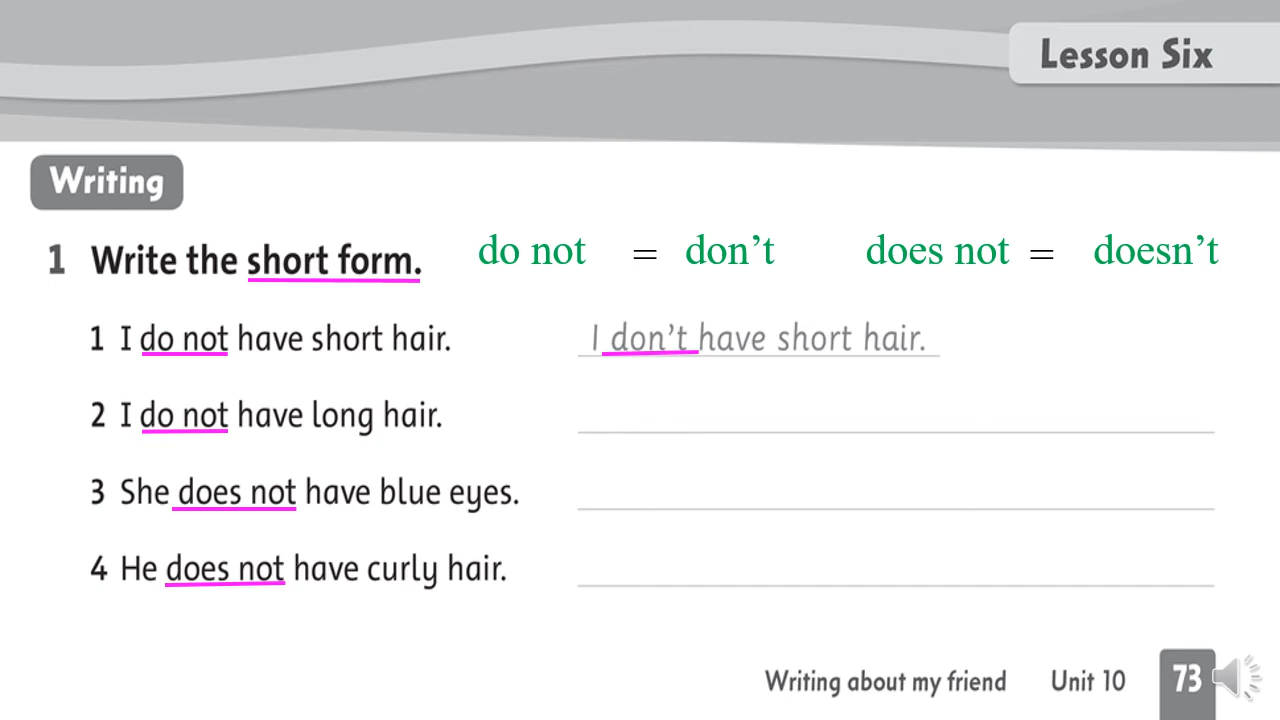 Lesson Six
Writing
1 Write the short form. do not = don’t does not = doesn’t
1 I do not have short hair. I don’t have short hair.
2 I do not have long hair.
3 She does not have blue eyes.
4 He does not have curly hair.
Writing about my friend Unit 10 73